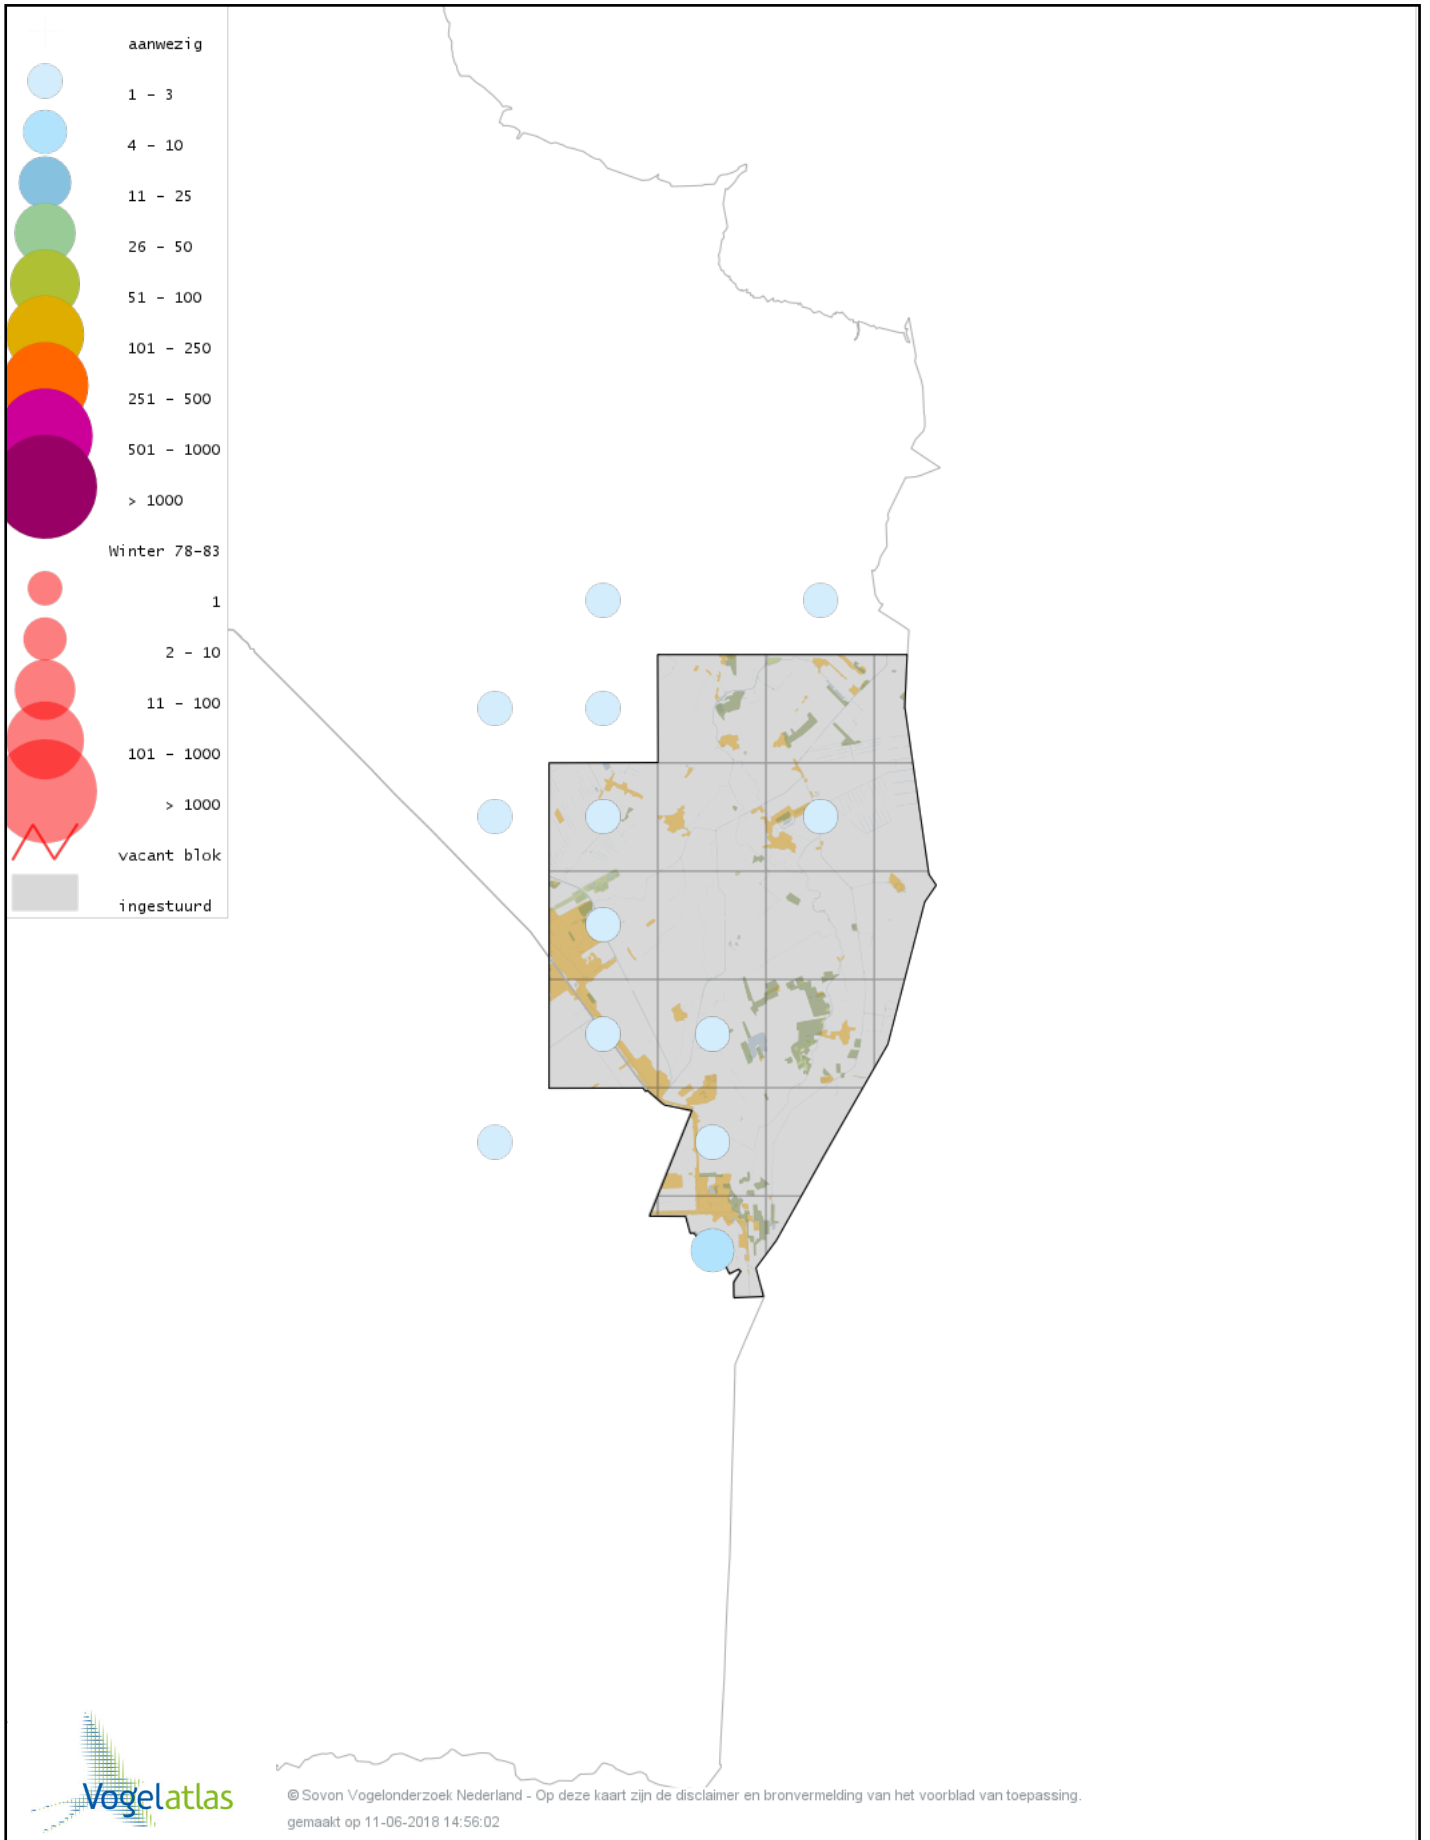 aanwezig
1 - 3
4 - 10
11 - 25
26 - 50
51 - 100
101 - 250
251 - 500
501 - 1000
> 1000
Winter 78-83
1
2 - 10
11 - 100
101 - 1000
> 1000
vacant blok
ingestuurd
Vogelatlas
© Sovon Vogelonderzoek Nederland - Op deze kaart zijn de disclaimer en bronvermelding van het voorblad van toepassing.
gemaakt op 11-06-2018 14:56:02